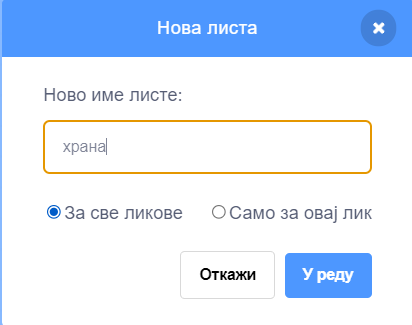 Нова листа
Ново име листе:
храна
За све ликове Само за овај лик
Откажи У реду